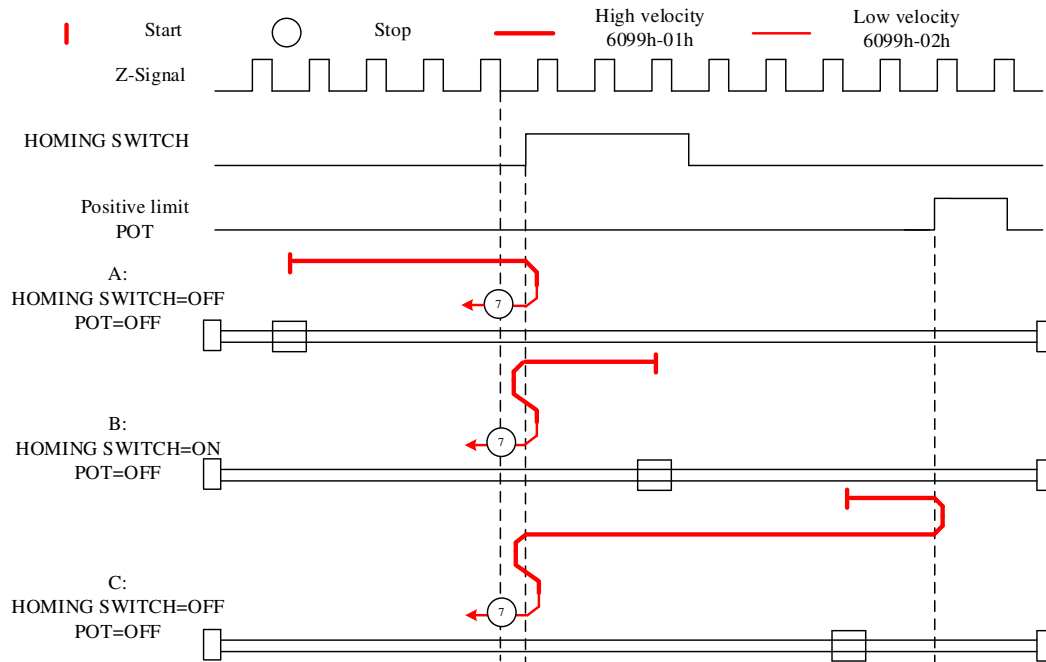 Start
Stop
High velocity
6099h-01h
Low velocity
6099h-02h
Z-Signal
HOMING SWITCH
Positive limit
POT
A:
HOMING SWITCH=OFF
POT=OFF
7
B:
HOMING SWITCH=ON
POT=OFF
7
C:
HOMING SWITCH=OFF
POT=OFF
7